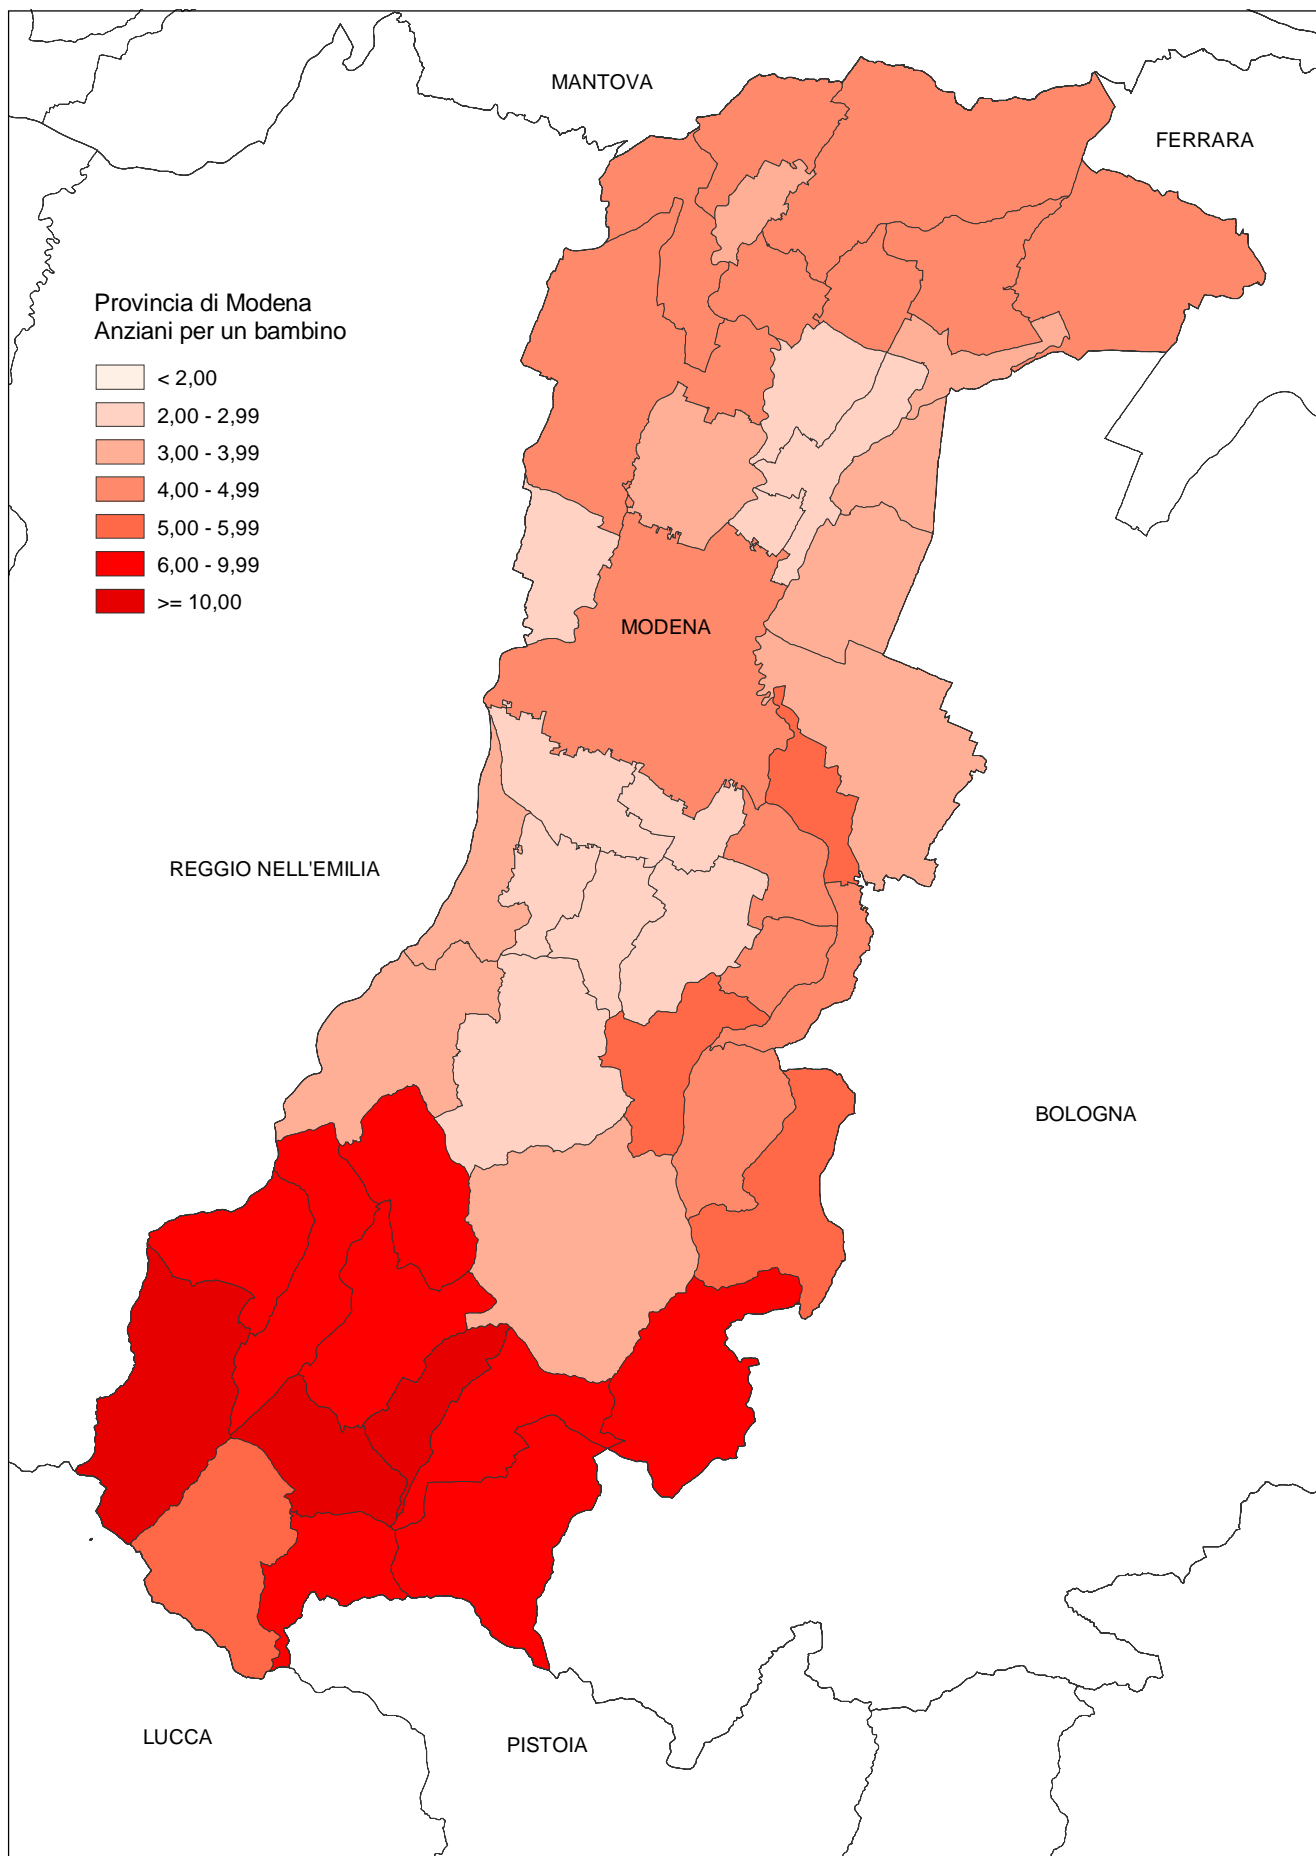 MANTOVA
FERRARA
Provincia di Modena
Anziani per un bambino
< 2,00
2,00 - 2,99
3,00 - 3,99
4,00 - 4,99
5,00 - 5,99
6,00 - 9,99
>= 10,00
MODENA
REGGIO NELL'EMILIA
BOLOGNA
LUCCA
PISTOIA